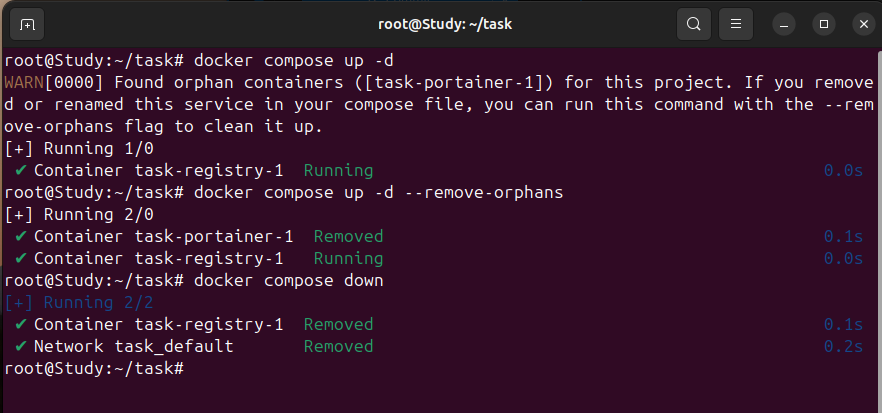 root@Study: ~/task
root@Study:~/task# docker compose up -d
WARN[0000] Found orphan containers ([task-portainer-1]) for this project. If you remove
d or renamed this service in your compose file, you can run this command with the --rem
ove-orphans flag to clean it up.
[+] Running 1/0
✔ Container task-registry-1  Running 0.0s
root@Study:~/task# docker compose up -d --remove-orphans
[+] Running 2/0
✔ Container task-portainer-1  Removed 0.1s
✔ Container task-registry-1   Running 0.0s
root@Study:~/task# docker compose down
[+] Running 2/2
✔ Container task-registry-1  Removed 0.1s
✔ Network task_default       Removed 0.2s
root@Study:~/task#